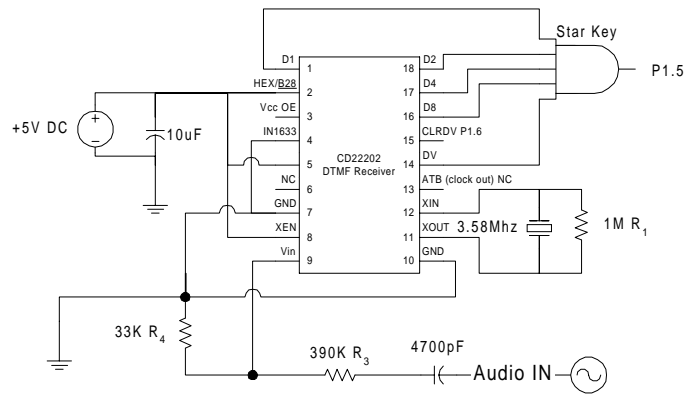 Star Key
P1.5
D1
1
HEX/B28
2
Vcc OE
3
IN1633
4
5
NC
6
GND
7
XEN
8
Vin
9
CD22202
DTMF Receiver
D2
18
D4
17
D8
16
CLRDV P1.6
15
DV
14
ATB (clock out) NC
13
XIN
12
XOUT
11
GND
10
+5V DC
10uF
3.58Mhz
1M R1
33K R4
390K R3
4700pF
Audio IN